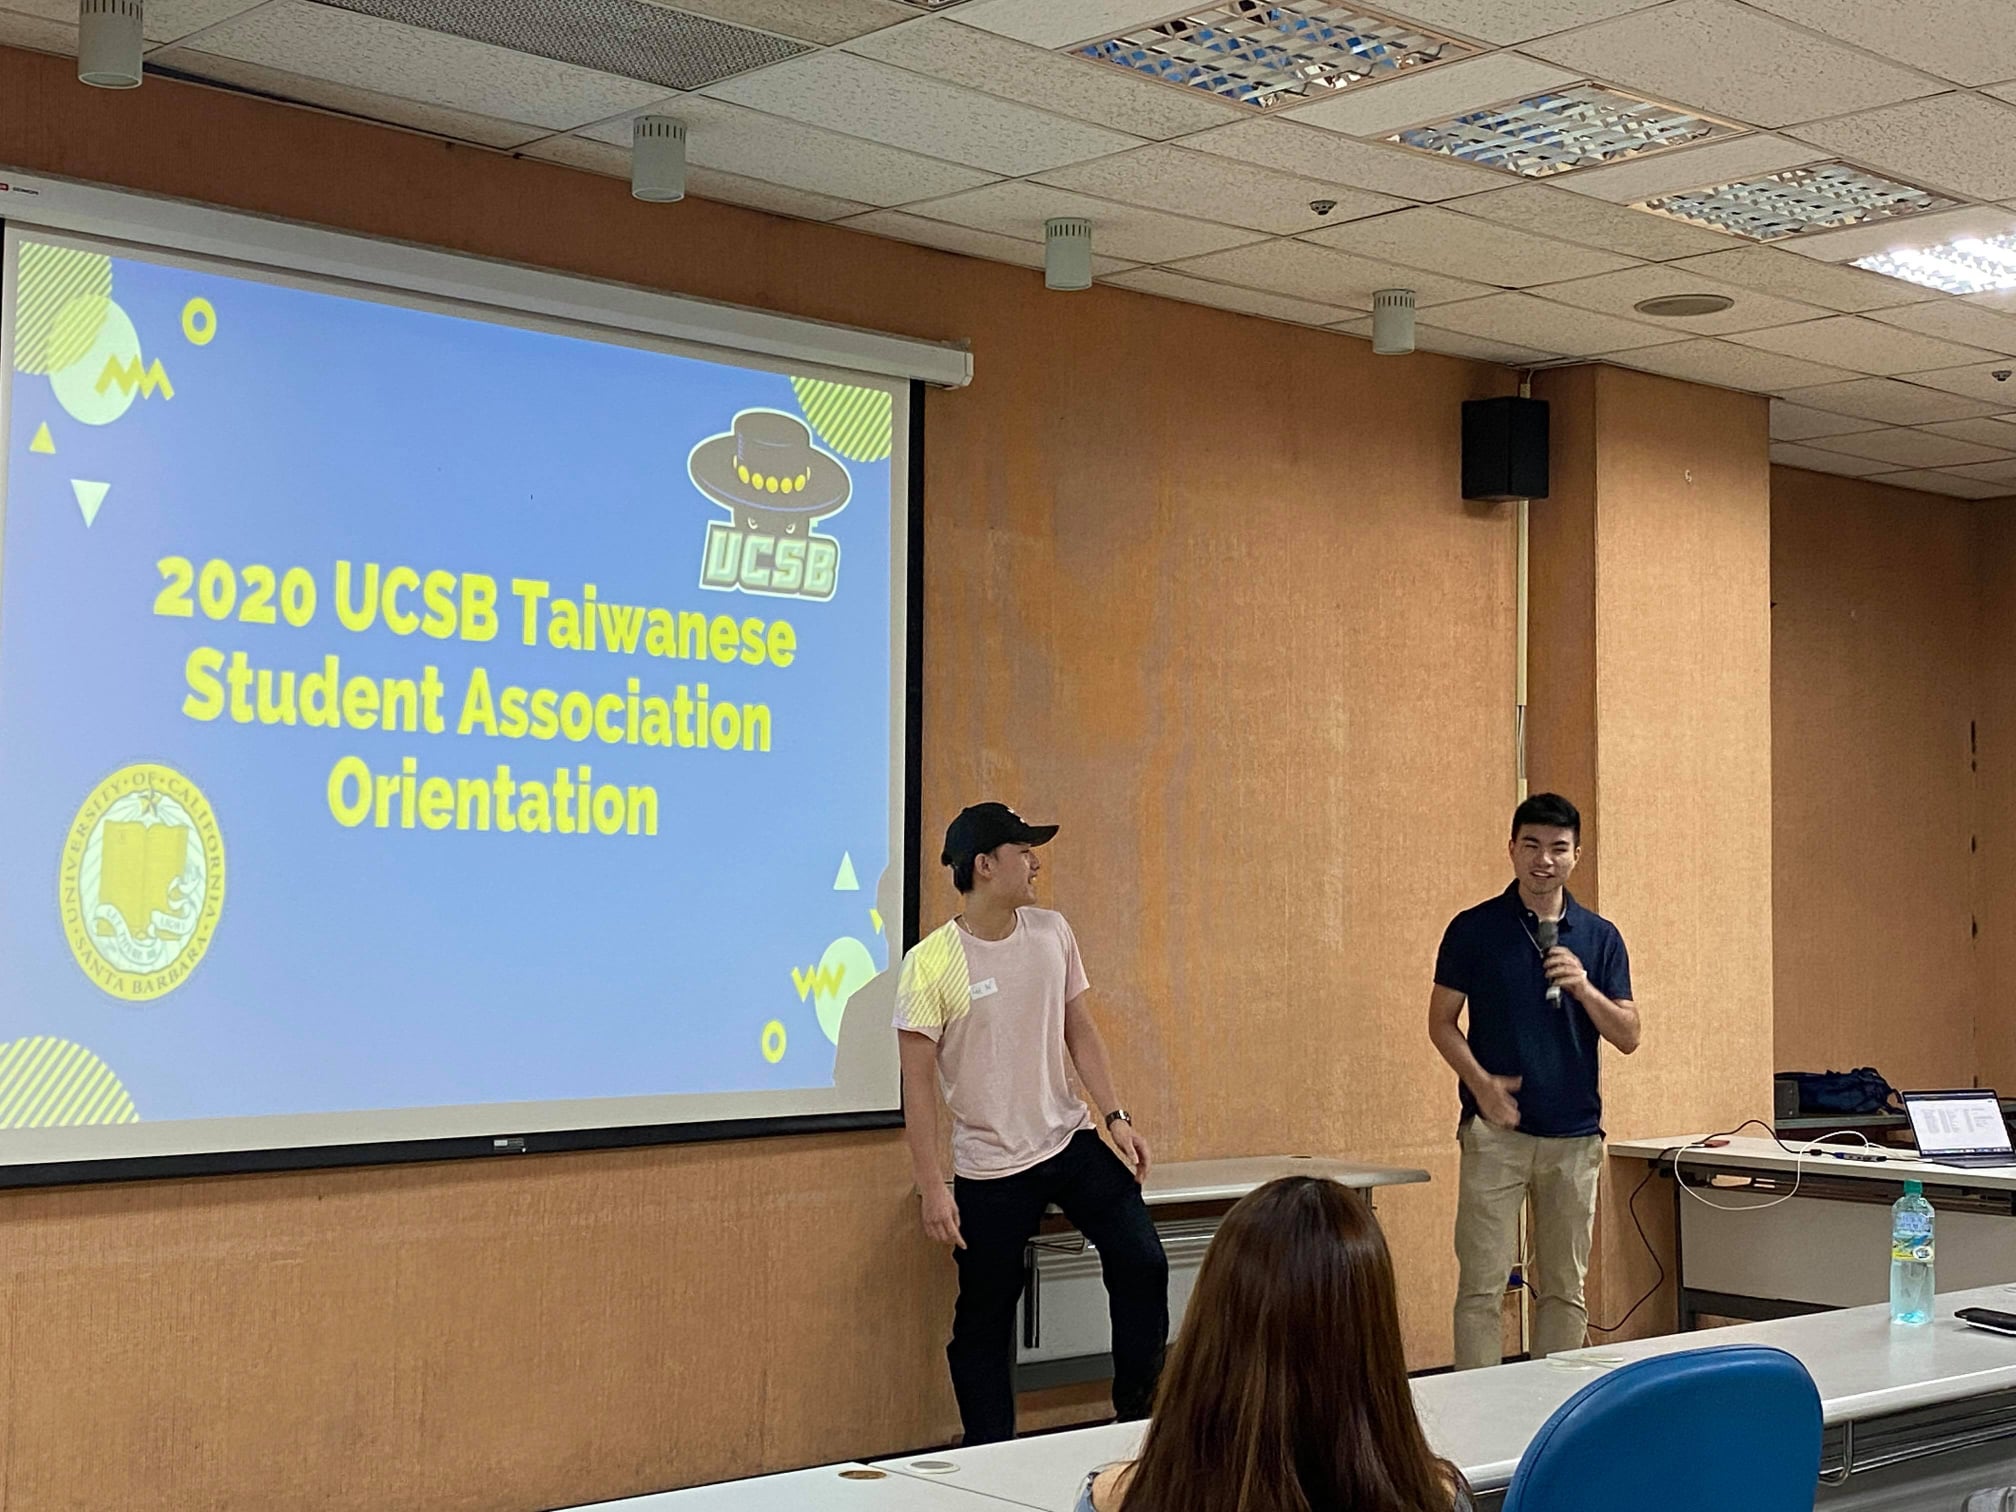 UCSB
2020 UCSB Taiwanese
Student Association
Orientation
UNIVERSITY · OF · CALIFORNIA
· SANTA BARBARA ·